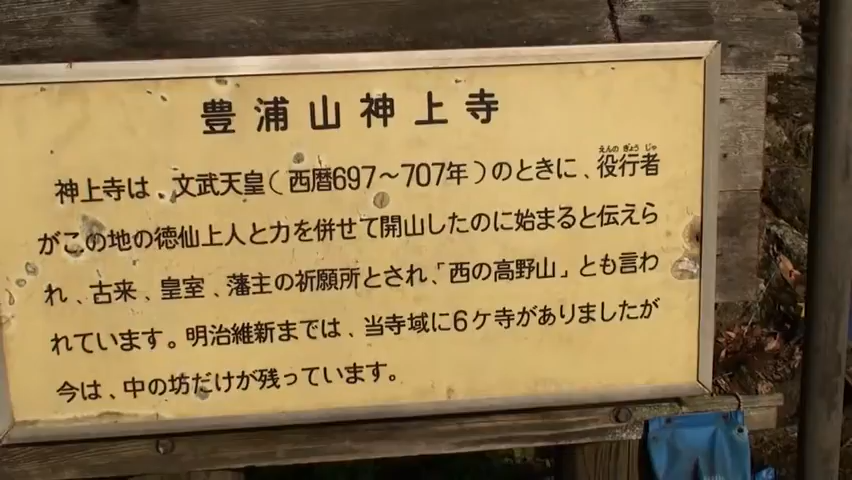 豊浦山神上寺
えんの ぎょう じゃ
神上寺は、文武天皇(西暦697～707年)のときに、役行者
がこの地の徳仙上人と力を併せて開山したのに始まると伝えら
れ、古来、皇室、藩主の祈願所とされ、「西の高野山」とも言わ
れています。明治維新までは、当寺域に6ケ寺がありましたが
今は、中の坊だけが残っています。